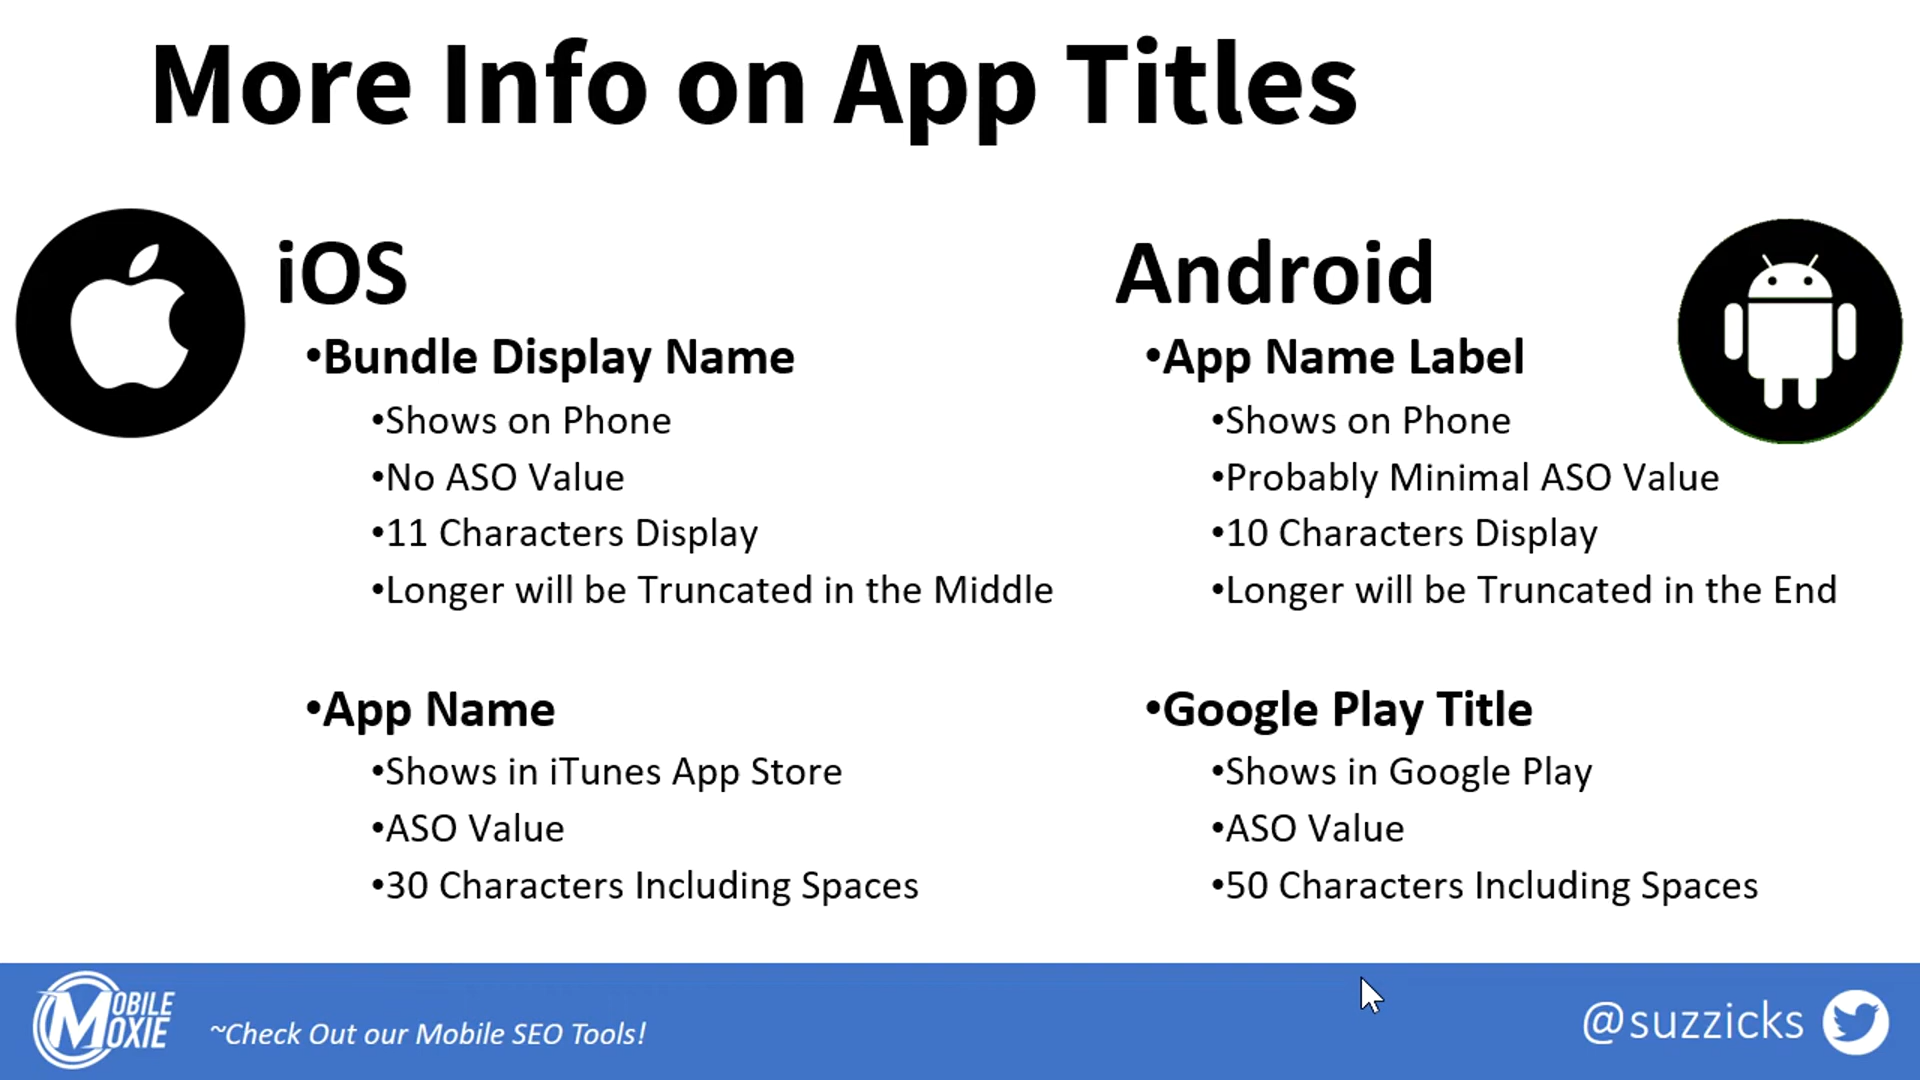 More Info on App Titles
iOS
•Bundle Display Name
•Shows on Phone
•No ASO Value
•11 Characters Display
•Longer will be Truncated in the Middle
•App Name
•Shows in iTunes App Store
•ASO Value
•30 Characters Including Spaces
Android
•App Name Label
•Shows on Phone
•Probably Minimal ASO Value
•10 Characters Display
•Longer will be Truncated in the End
•Google Play Title
•Shows in Google Play
•ASO Value
•50 Characters Including Spaces
MOBILE
MOXIE
~Check Out our Mobile SEO Tools!
@suzzicks